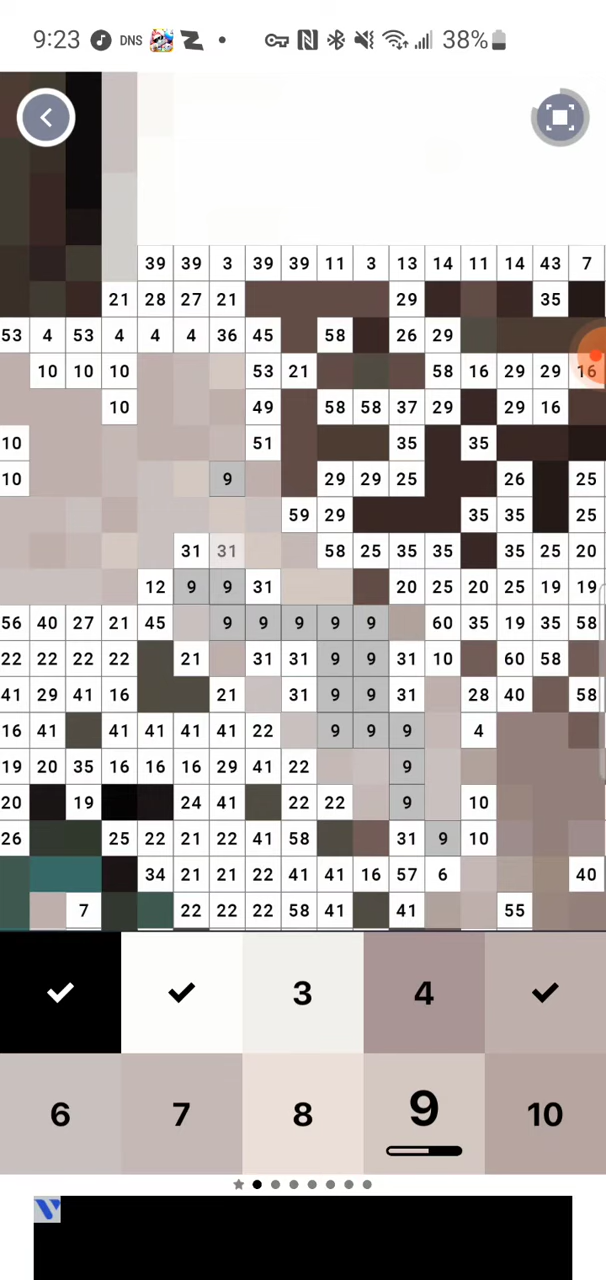 9:23 DNS 38%
39 39 3 39 39 11 3 13 14 11 14 43 7
21 28 27 21 29 35
53 4 53 4 4 4 36 45 58 26 29
10 10 10 53 21 58 16 29 29 16
10 49 58 58 37 29 29 16
10 51 35 35
10 9 29 29 25 26 25
59 29 35 35 25
31 31 58 25 35 35 35 25 20
12 9 9 31 20 25 20 25 19 19
56 40 27 21 45 9 9 9 9 9 60 35 19 35 58
22 22 22 22 21 31 31 9 9 31 10 60 58
41 29 41 16 21 31 9 9 31 28 40 58
16 41 41 41 41 41 22 9 9 9 4
19 20 35 16 16 16 29 41 22 9
20 19 24 41 22 22 9 10
26 25 22 21 22 41 58 31 9 10
34 21 21 22 41 41 16 57 6 40
7 22 22 22 58 41 41 55
3 4
6 7 8 9 10